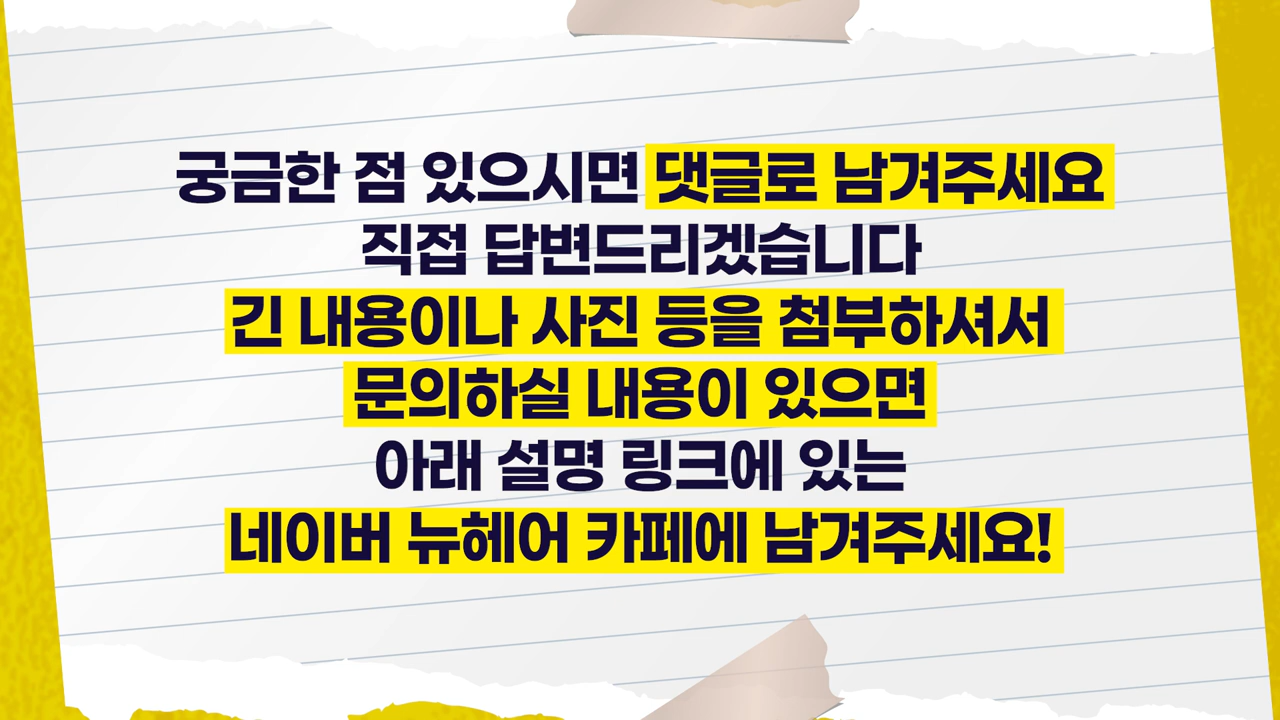 궁금한 점 있으시면 댓글로 남겨주세요
직접 답변드리겠습니다
긴 내용이나 사진 등을 첨부하셔서
문의하실 내용이 있으면
아래 설명 링크에 있는
네이버 뉴헤어 카페에 남겨주세요!